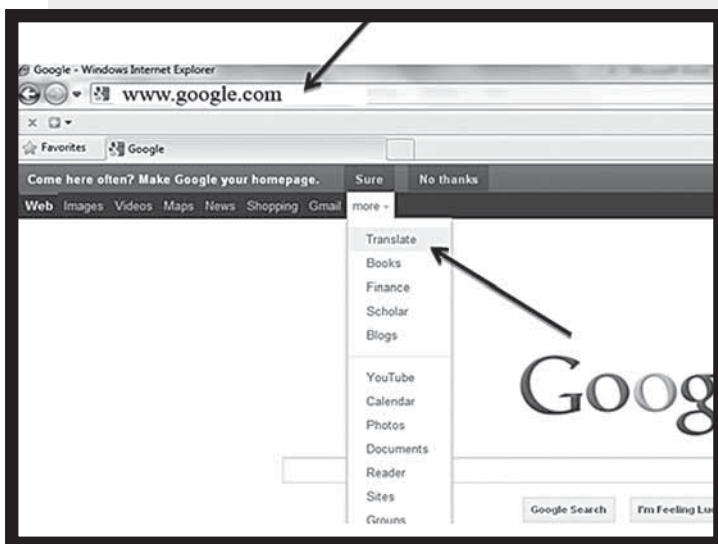 Google - Windows Internet Explorer
www.google.com
Favorites Google
Come here often? Make Google your homepage. Sure No thanks
Web Images Videos Maps News Shopping Gmail more
Translate
Books
Finance
Scholar
Blogs
YouTube
Calendar
Photos
Documents
Reader
Sites
Groups
Goog
Google Search I'm Feeling Luc